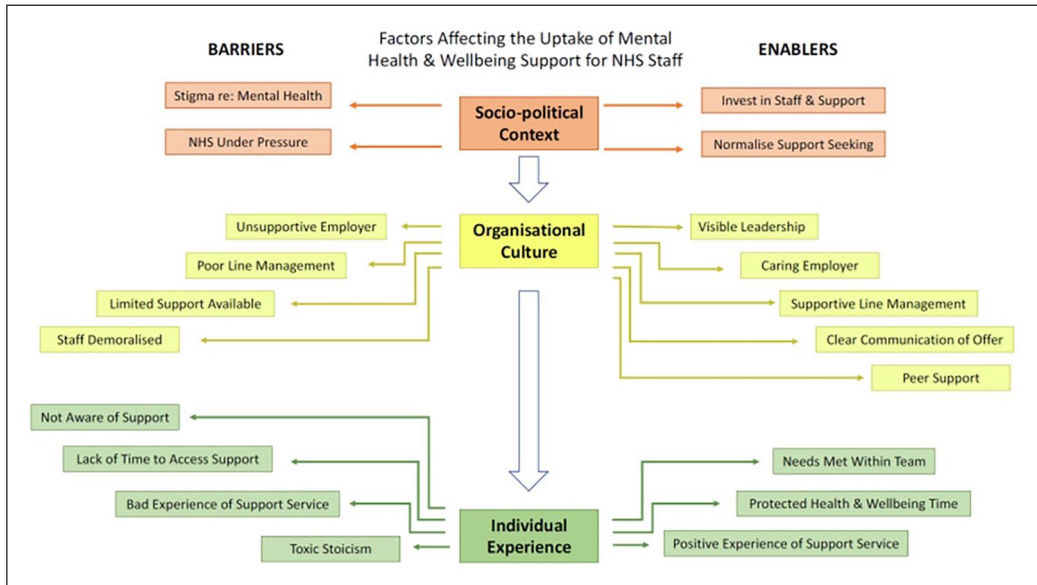 BARRIERS
Factors Affecting the Uptake of Mental
Health & Wellbeing Support for NHS Staff
ENABLERS
Stigma re: Mental Health
NHS Under Pressure
Socio-political
Context
Invest in Staff & Support
Normalise Support Seeking
Unsupportive Employer
Poor Line Management
Limited Support Available
Staff Demoralised
Organisational
Culture
Visible Leadership
Caring Employer
Supportive Line Management
Clear Communication of Offer
Peer Support
Not Aware of Support
Lack of Time to Access Support
Bad Experience of Support Service
Toxic Stoicism
Individual
Experience
Needs Met Within Team
Protected Health & Wellbeing Time
Positive Experience of Support Service